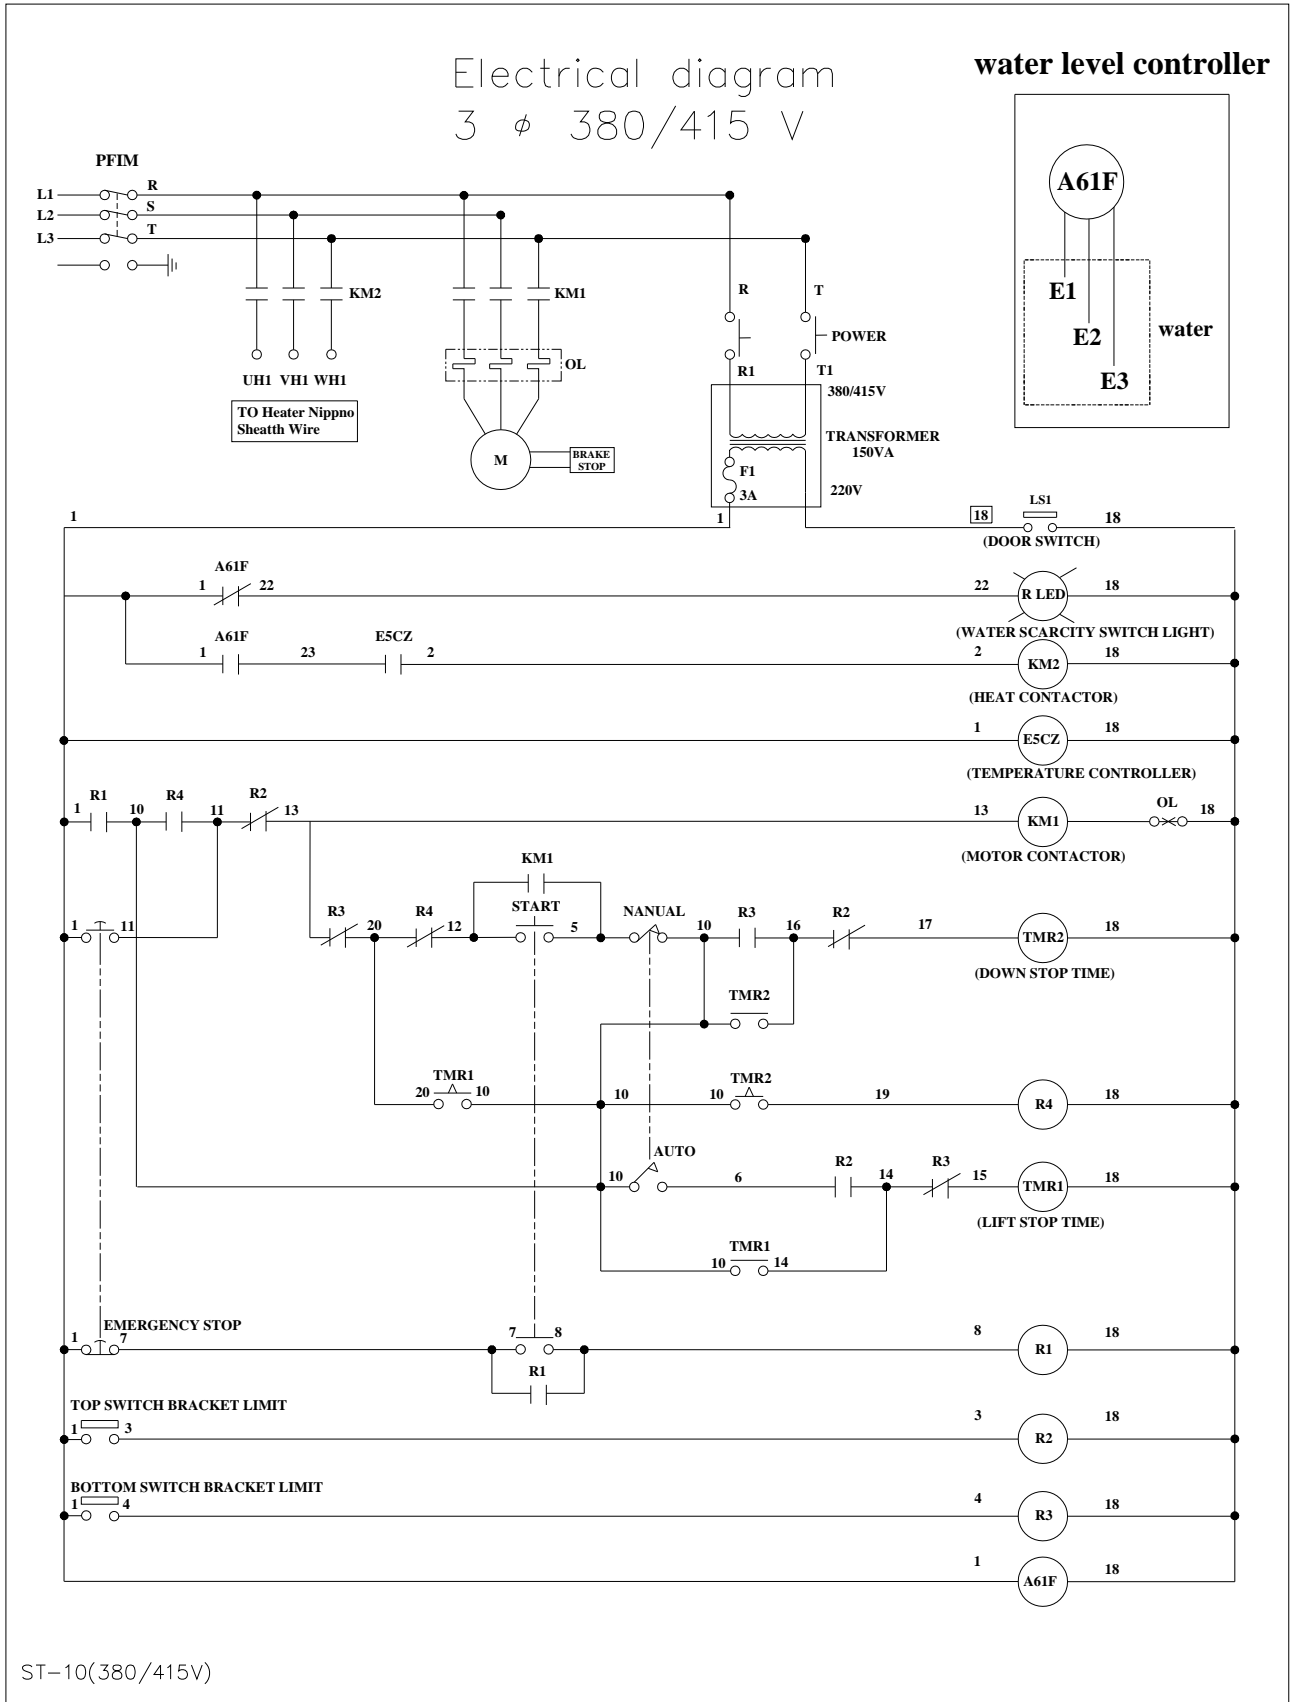 Electrical diagram
3 φ 380/415 V
water level controller
A61F
E1
E2
E3
water
PFIM
L1
R
L2
S
L3
T
KM2
KM1
R
T
POWER
OL
R1
T1
380/415V
UH1 VH1 WH1
TO Heater Nippno
Sheatth Wire
M
BRAKE
STOP
TRANSFORMER
150VA
F1
3A
220V
1
1
18
LS1
18
(DOOR SWITCH)
A61F
1
22
22
R LED
18
(WATER SCARCITY SWITCH LIGHT)
A61F
1
23
E5CZ
2
2
KM2
18
(HEAT CONTACTOR)
1
E5CZ
18
(TEMPERATURE CONTROLLER)
1
R1
10
R4
11
R2
13
13
KM1
OL
18
(MOTOR CONTACTOR)
KM1
1
11
R3
20
R4
12
START
5
NANUAL
10
R3
16
R2
17
TMR2
18
(DOWN STOP TIME)
TMR2
20
TMR1
10
10
10
TMR2
19
R4
18
10
AUTO
6
R2
14
R3
15
TMR1
18
(LIFT STOP TIME)
10
TMR1
14
1
EMERGENCY STOP
7
7
8
8
R1
18
R1
TOP SWITCH BRACKET LIMIT
1
3
3
R2
18
BOTTOM SWITCH BRACKET LIMIT
1
4
4
R3
18
1
A61F
18
ST-10(380/415V)